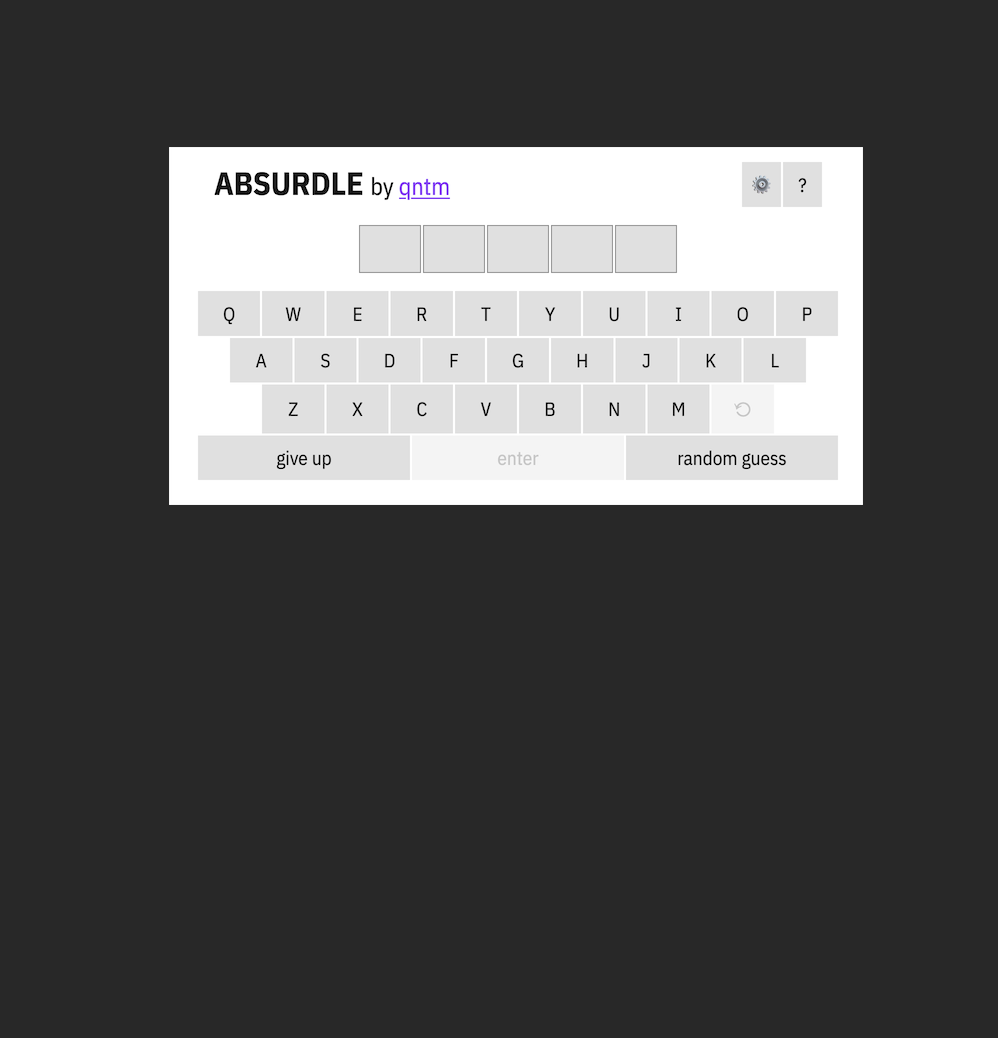 ABSURDLE by qntm
?
Q W E R T Y U I O P
A S D F G H J K L
Z X C V B N M
give up enter random guess